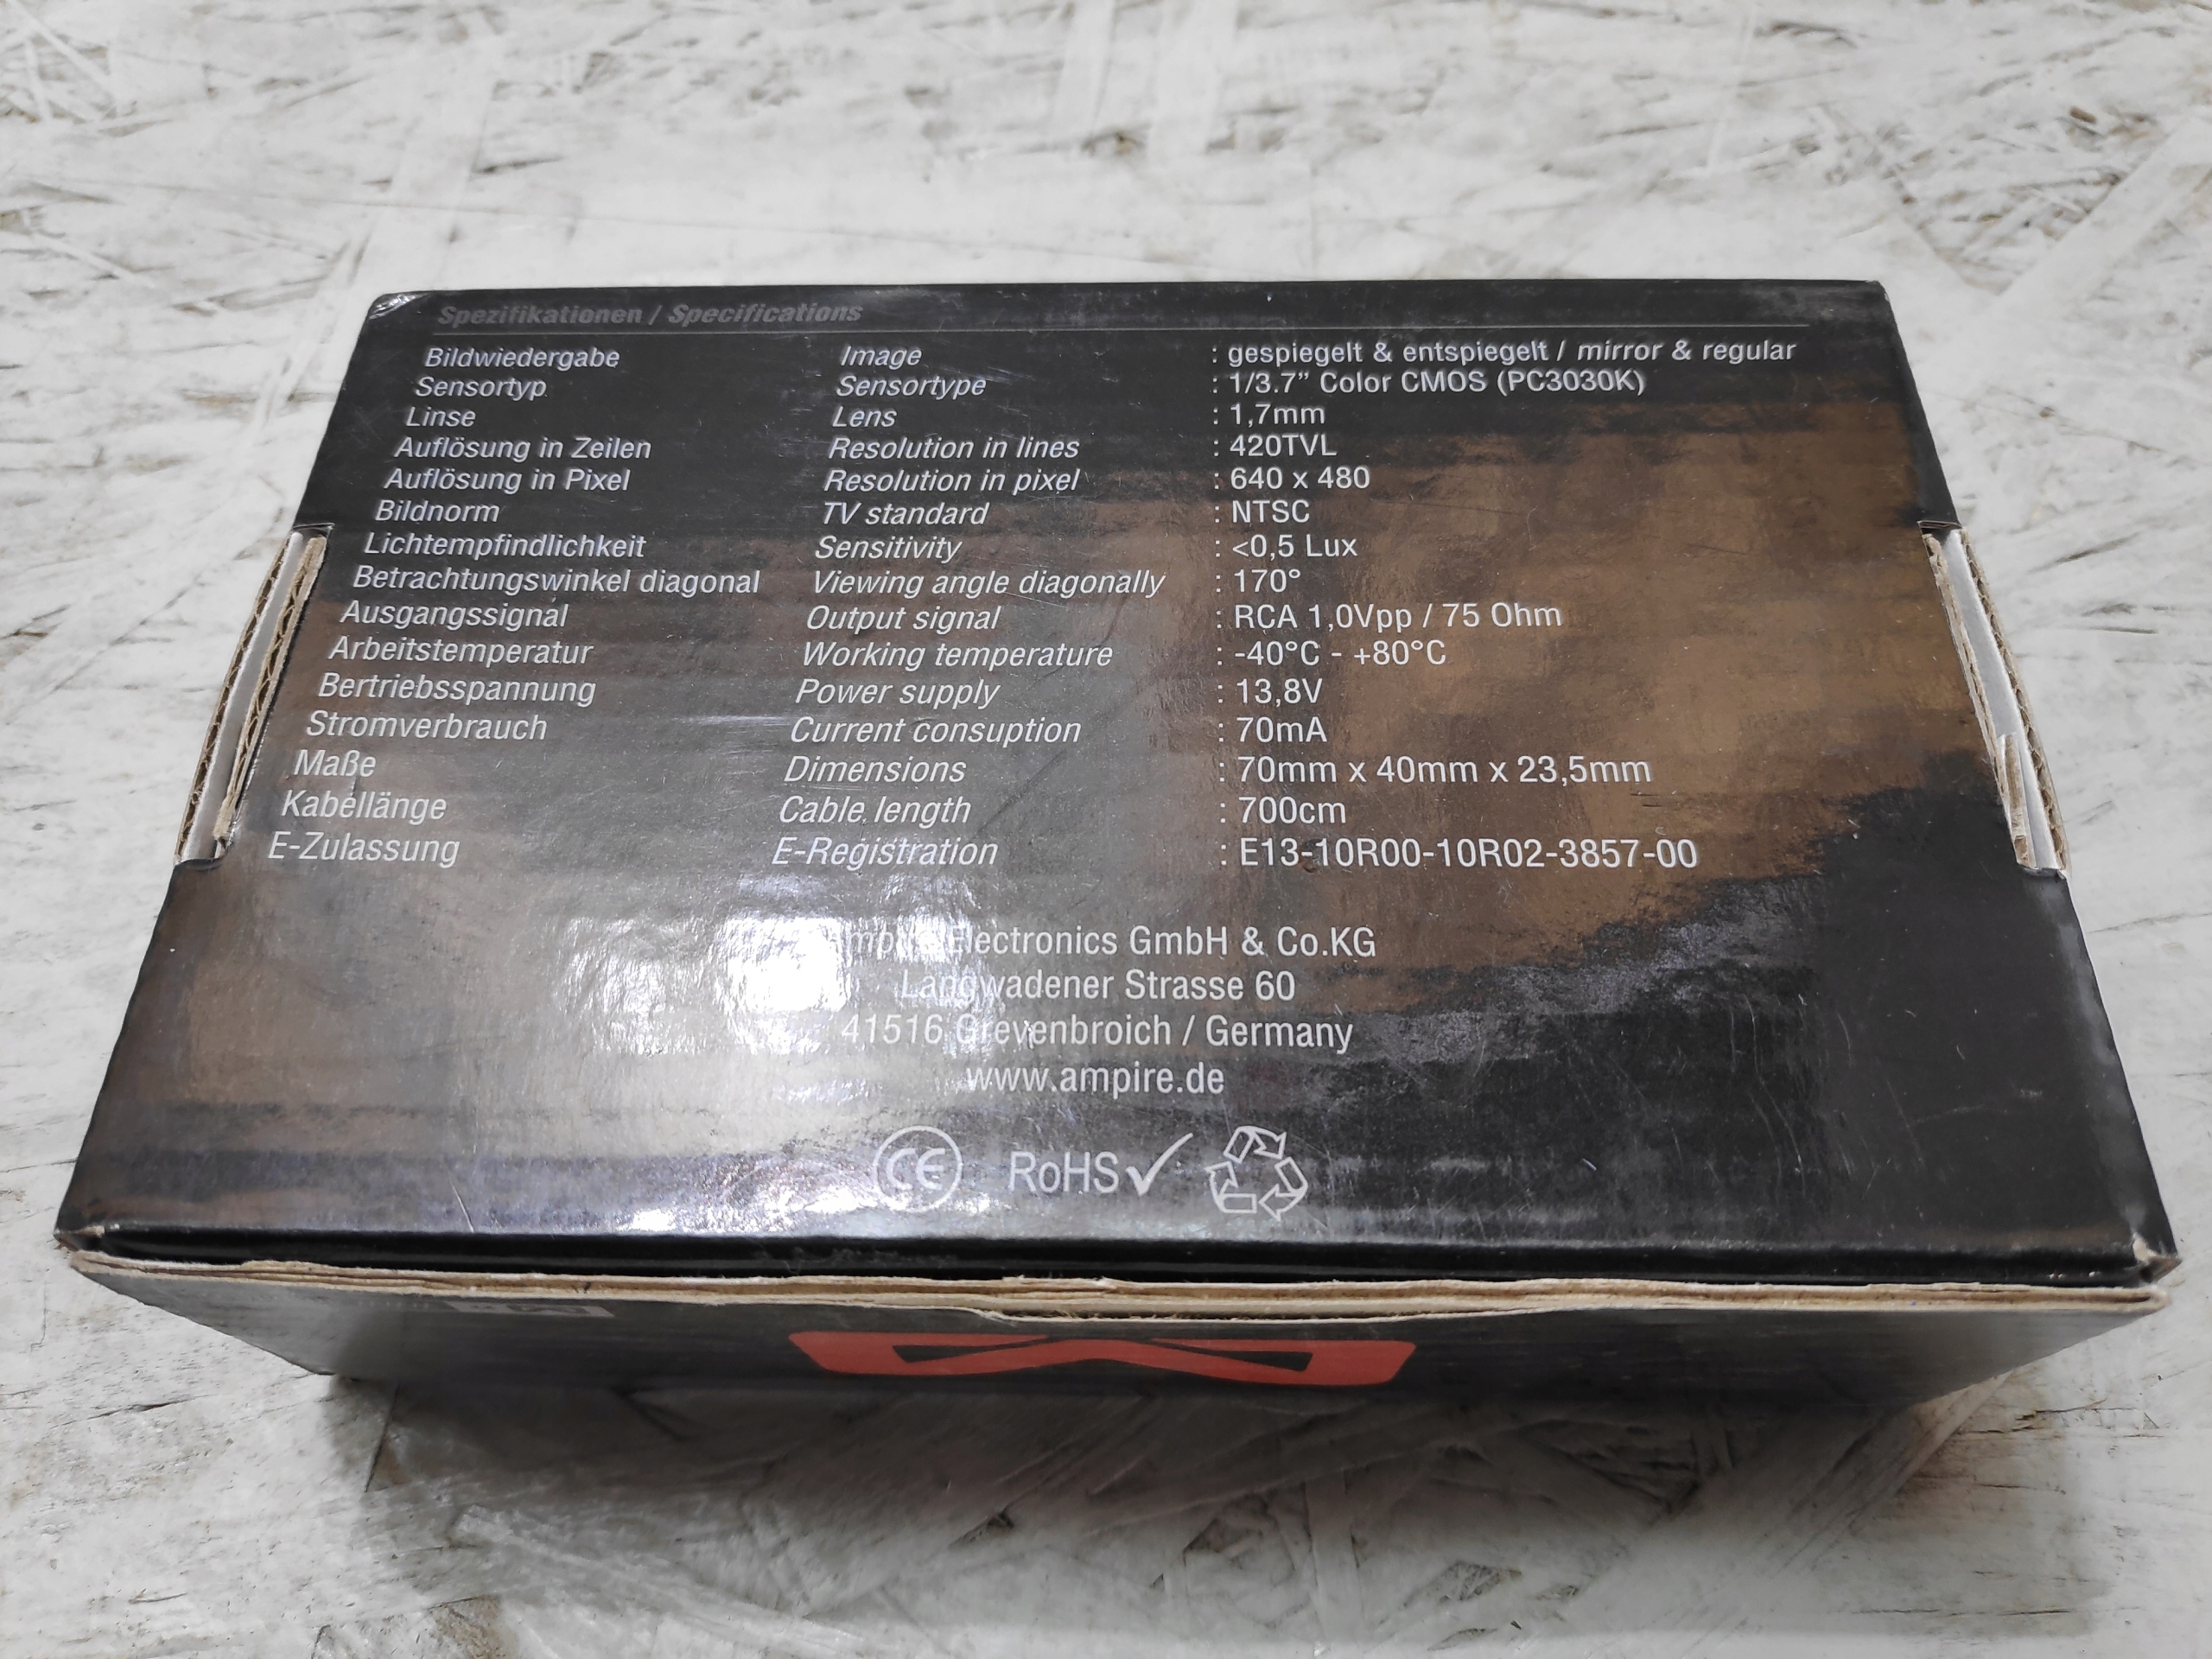 Spezifikationen / Specifications
Bildwiedergabe Image : gespiegelt & entspiegelt / mirror & regular
Sensortyp Sensortype : 1/3.7” Color CMOS (PC3030K)
Linse Lens : 1,7mm
Auflösung in Zeilen Resolution in lines : 420TVL
Auflösung in Pixel Resolution in pixel : 640 x 480
Bildnorm TV standard : NTSC
Lichtempfindlichkeit Sensitivity : <0,5 Lux
Betrachtungswinkel diagonal Viewing angle diagonally : 170°
Ausgangssignal Output signal : RCA 1,0Vpp / 75 Ohm
Arbeitstemperatur Working temperature : -40°C - +80°C
Bertriebsspannung Power supply : 13,8V
Stromverbrauch Current consuption : 70mA
Maße Dimensions : 70mm x 40mm x 23,5mm
Kabellänge Cable length : 700cm
E-Zulassung E-Registration : E13-10R00-10R02-3857-00
Electronics GmbH & Co.KG
Langwadener Strasse 60
41516 Grevenbroich / Germany
www.ampire.de
CE RoHS